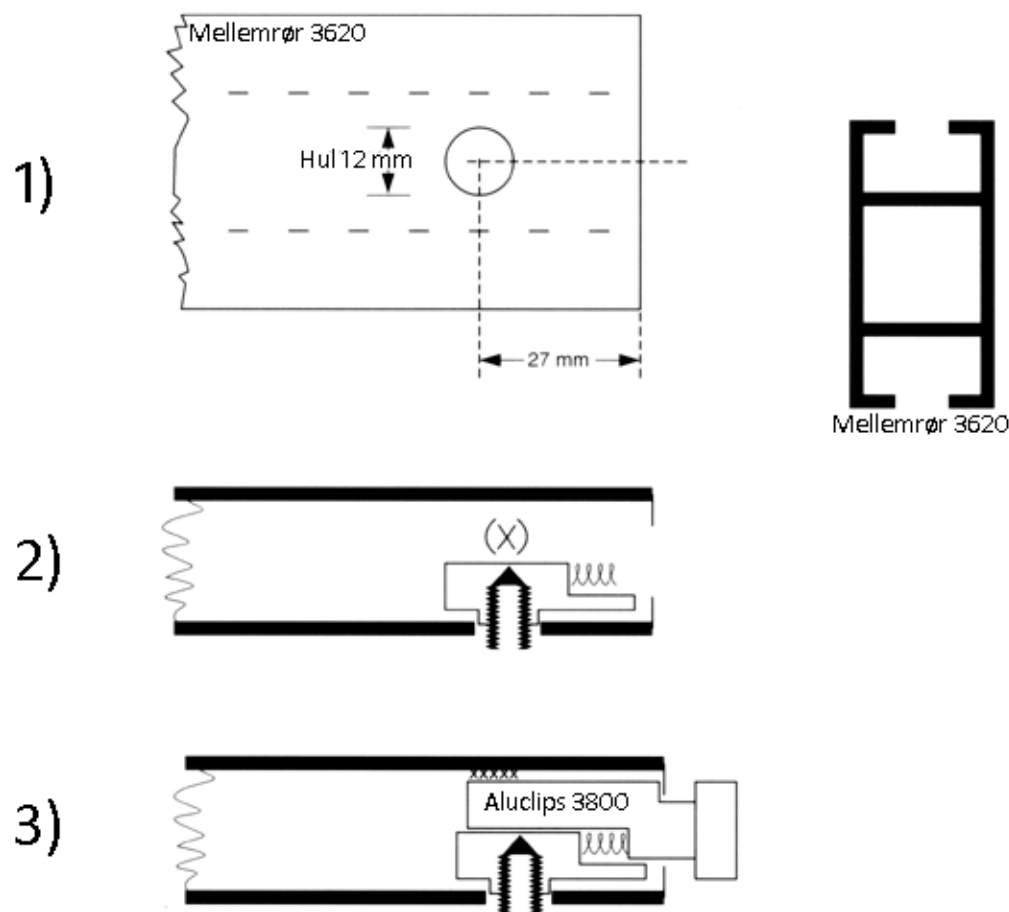 Mellemrør 3620
1)
Hul 12 mm
27 mm
Mellemrør 3620
2)
(X)
3)
xxxxx
Aluclips 3800